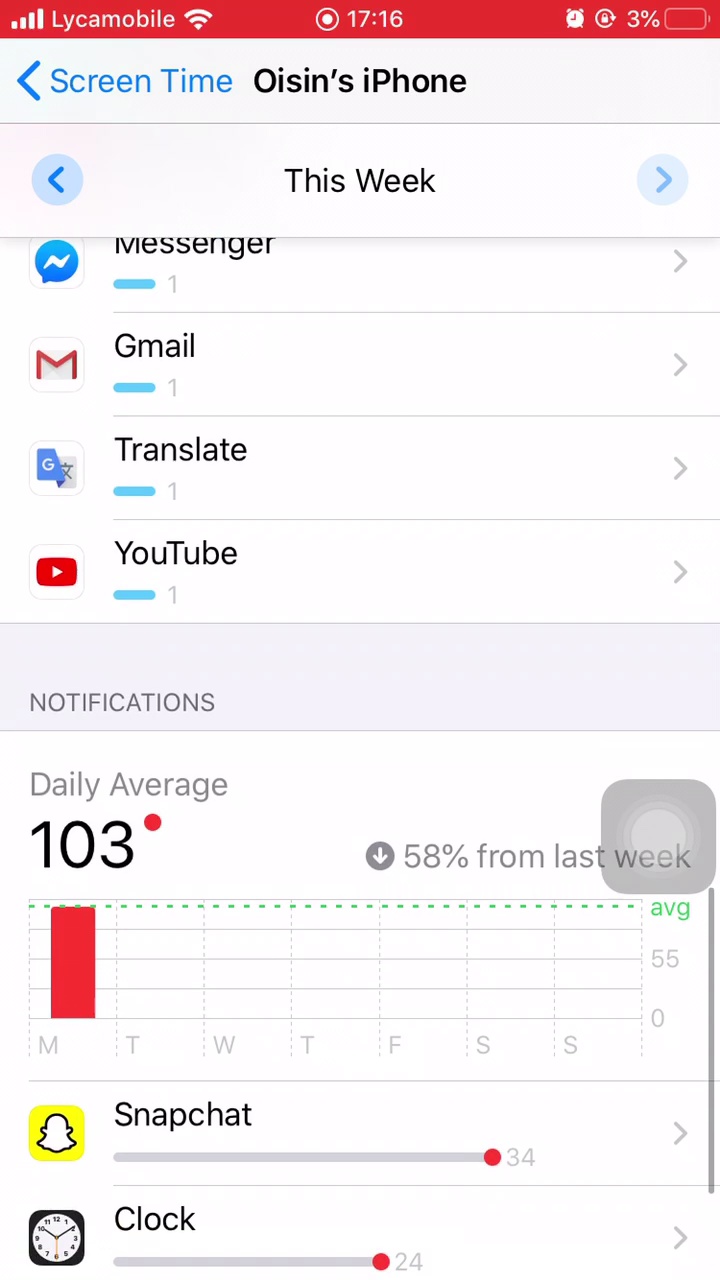 Lycamobile 17:16 3%
Screen Time Oisin's iPhone
This Week
Messenger
1
Gmail
1
Translate
1
YouTube
1
NOTIFICATIONS
Daily Average
103
58% from last week
avg
55
0
M T W T F S S
Snapchat
34
Clock
24